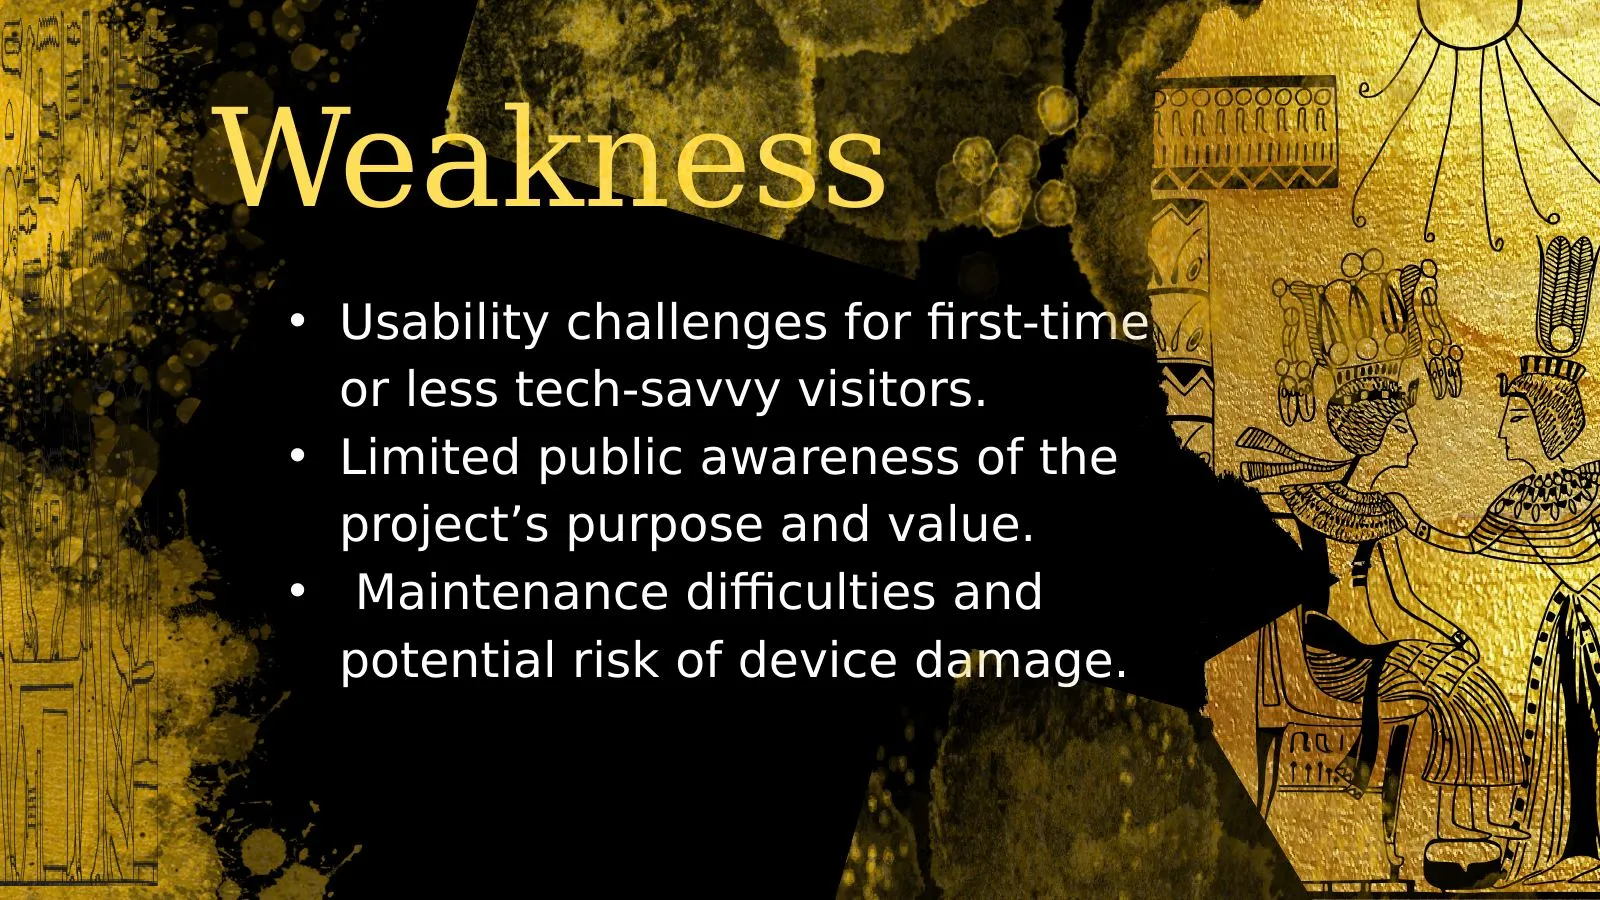 Weakness
• Usability challenges for first-time
or less tech-savvy visitors.
• Limited public awareness of the
project’s purpose and value.
• Maintenance difficulties and
potential risk of device damage.